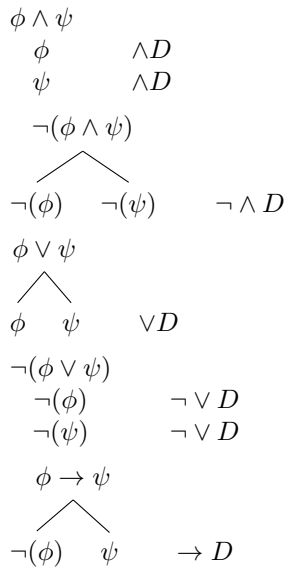 ϕ ∧ ψ
ϕ ∧D
ψ ∧D
¬(ϕ ∧ ψ)
¬(ϕ) ¬(ψ) ¬ ∧ D
ϕ ∨ ψ
ϕ ψ ∨D
¬(ϕ ∨ ψ)
¬(ϕ) ¬ ∨ D
¬(ψ) ¬ ∨ D
ϕ → ψ
¬(ϕ) ψ → D